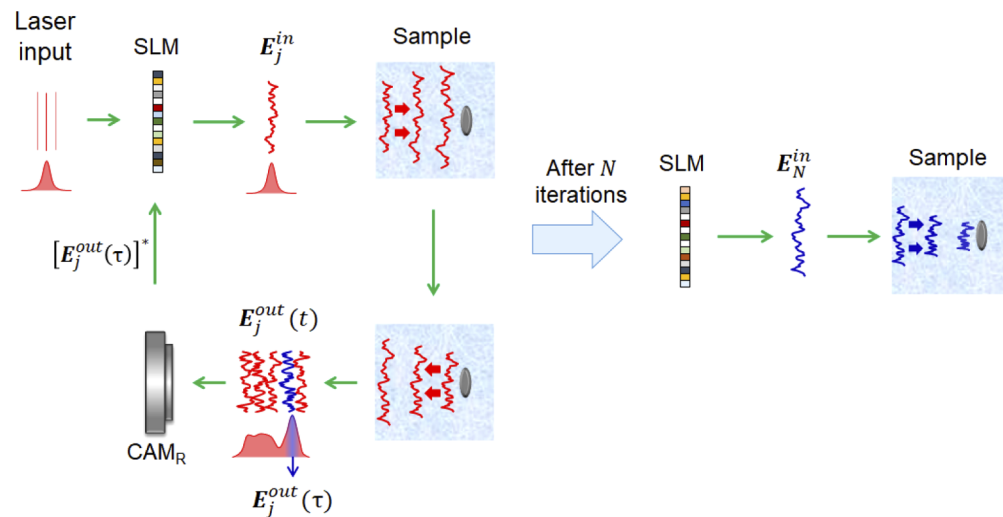 Laser
input
SLM
E_j^{in}
Sample
[E_j^{out}(τ)]^*
E_j^{out}(t)
CAM_R
E_j^{out}(τ)
After N
iterations
SLM
E_N^{in}
Sample